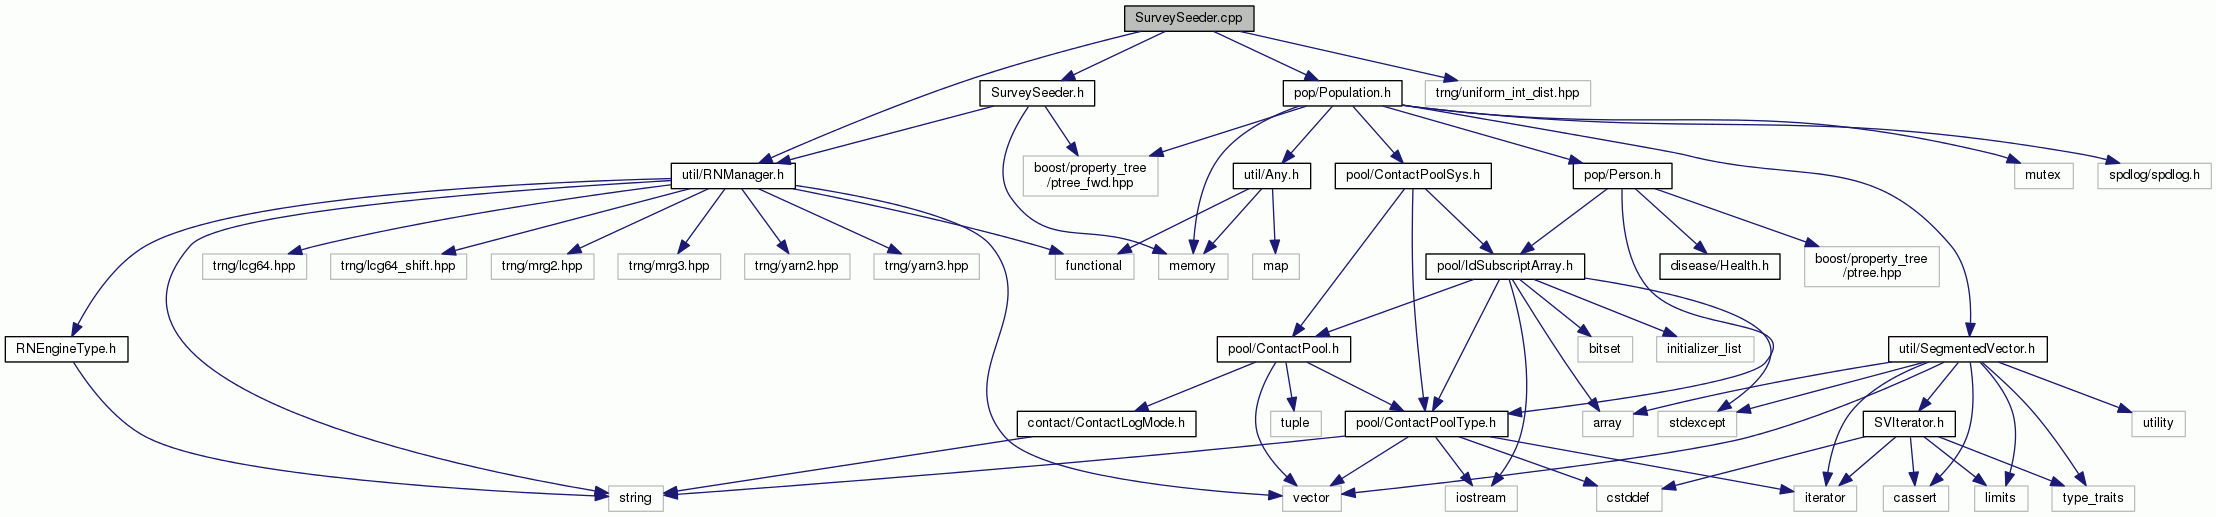 SurveySeeder.cpp
SurveySeeder.h
pop/Population.h
trng/uniform_int_dist.hpp
util/RNManager.h
boost/property_tree
/ptree_fwd.hpp
util/Any.h
pool/ContactPoolSys.h
pop/Person.h
mutex
spdlog/spdlog.h
trng/lcg64.hpp
trng/lcg64_shift.hpp
trng/mrg2.hpp
trng/mrg3.hpp
trng/yarn2.hpp
trng/yarn3.hpp
functional
memory
map
pool/IdSubscriptArray.h
disease/Health.h
boost/property_tree
/ptree.hpp
RNEngineType.h
pool/ContactPool.h
bitset
initializer_list
util/SegmentedVector.h
contact/ContactLogMode.h
tuple
pool/ContactPoolType.h
array
stdexcept
SVIterator.h
utility
string
vector
iostream
cstddef
iterator
cassert
limits
type_traits